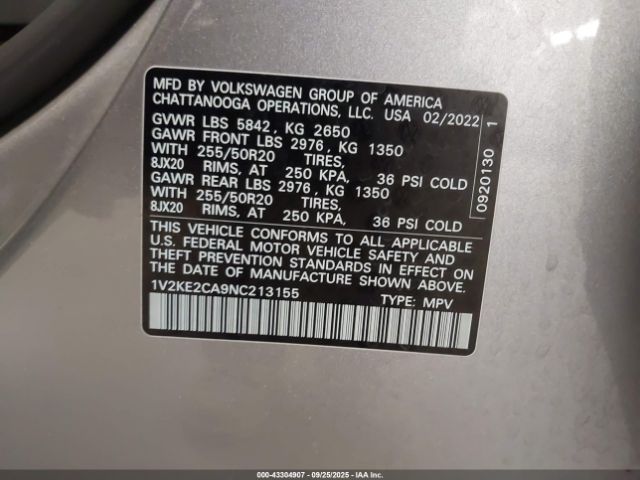 MFD BY VOLKSWAGEN GROUP OF AMERICA
CHATTANOOGA OPERATIONS, LLC. USA 02/2022
GVWR LBS 5842, KG 2650
GAWR FRONT LBS 2976, KG 1350
WITH 255/50R20 TIRES,
8JX20 RIMS, AT 250 KPA, 36 PSI COLD
GAWR REAR LBS 2976, KG 1350
WITH 255/50R20 TIRES,
8JX20 RIMS, AT 250 KPA, 36 PSI COLD
THIS VEHICLE CONFORMS TO ALL APPLICABLE
U.S. FEDERAL MOTOR VEHICLE SAFETY AND
THEFT PREVENTION STANDARDS IN EFFECT ON
THE DATE OF MANUFACTURE SHOWN ABOVE.
1V2KE2CA9NC213155 TYPE: MPV
0920130 1
000-43304907 - 09/25/2025 - IAAI.com